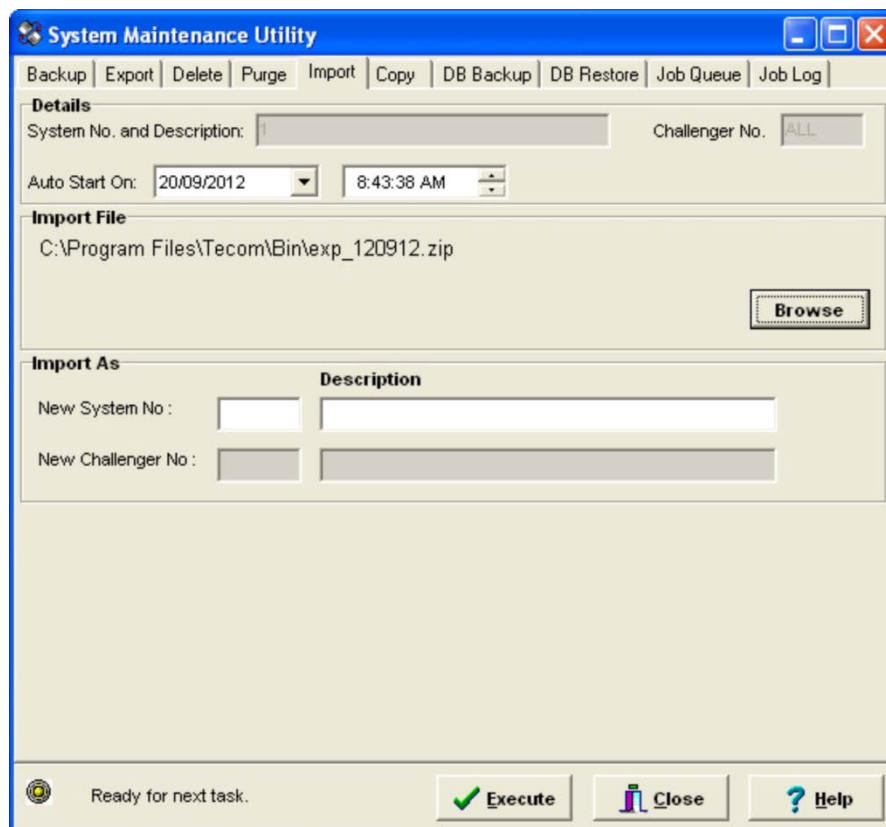 System Maintenance Utility
Backup Export Delete Purge Import Copy DB Backup DB Restore Job Queue Job Log
Details
System No. and Description: 1 Challenger No. ALL
Auto Start On: 20/09/2012 8:43:38 AM
Import File
C:\Program Files\Tecom\Bin\exp_120912.zip
Browse
Import As
Description
New System No :
New Challenger No :
Ready for next task. Execute Close Help